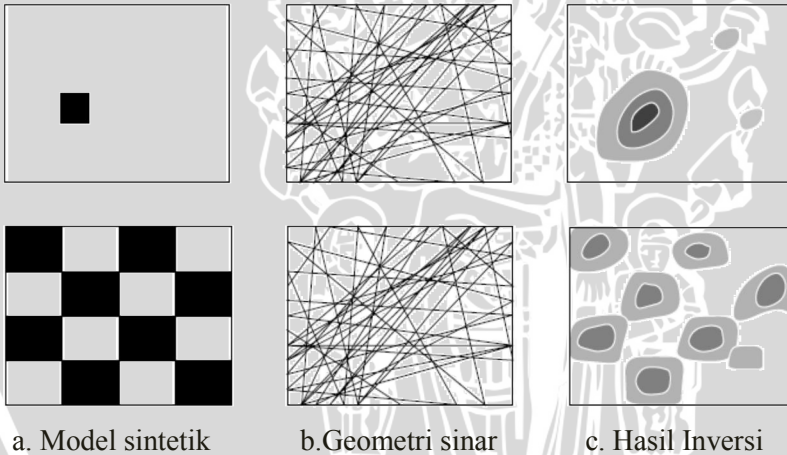 a. Model sintetik
b.Geometri sinar
c. Hasil Inversi